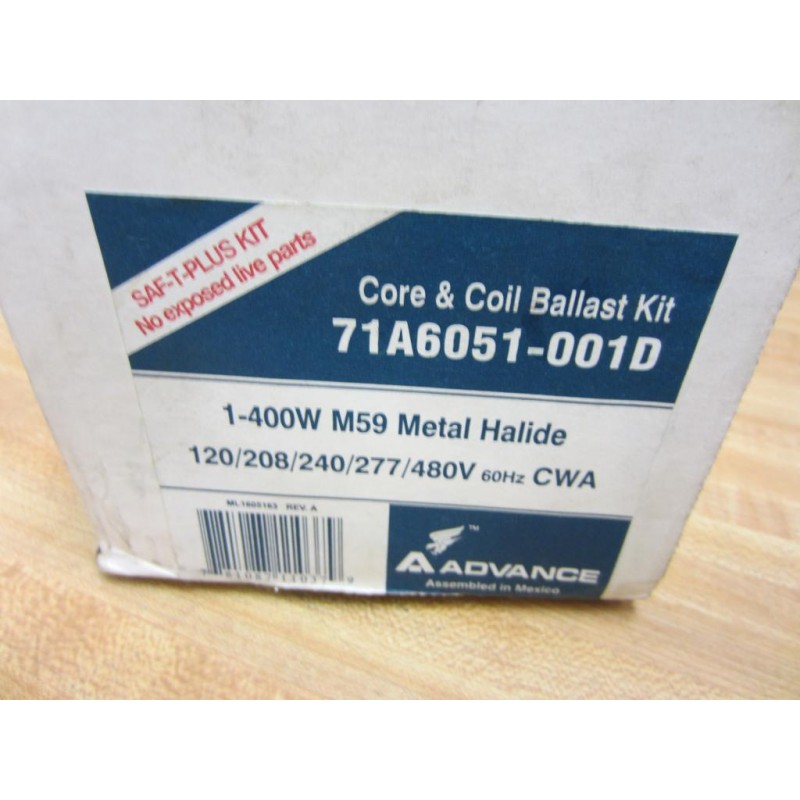 SAF-T-PLUS KIT
No exposed live parts
Core & Coil Ballast Kit
71A6051-001D
1-400W M59 Metal Halide
120/208/240/277/480V 60Hz CWA
REV. A
ADVANCE
™
Assembled in Mexico